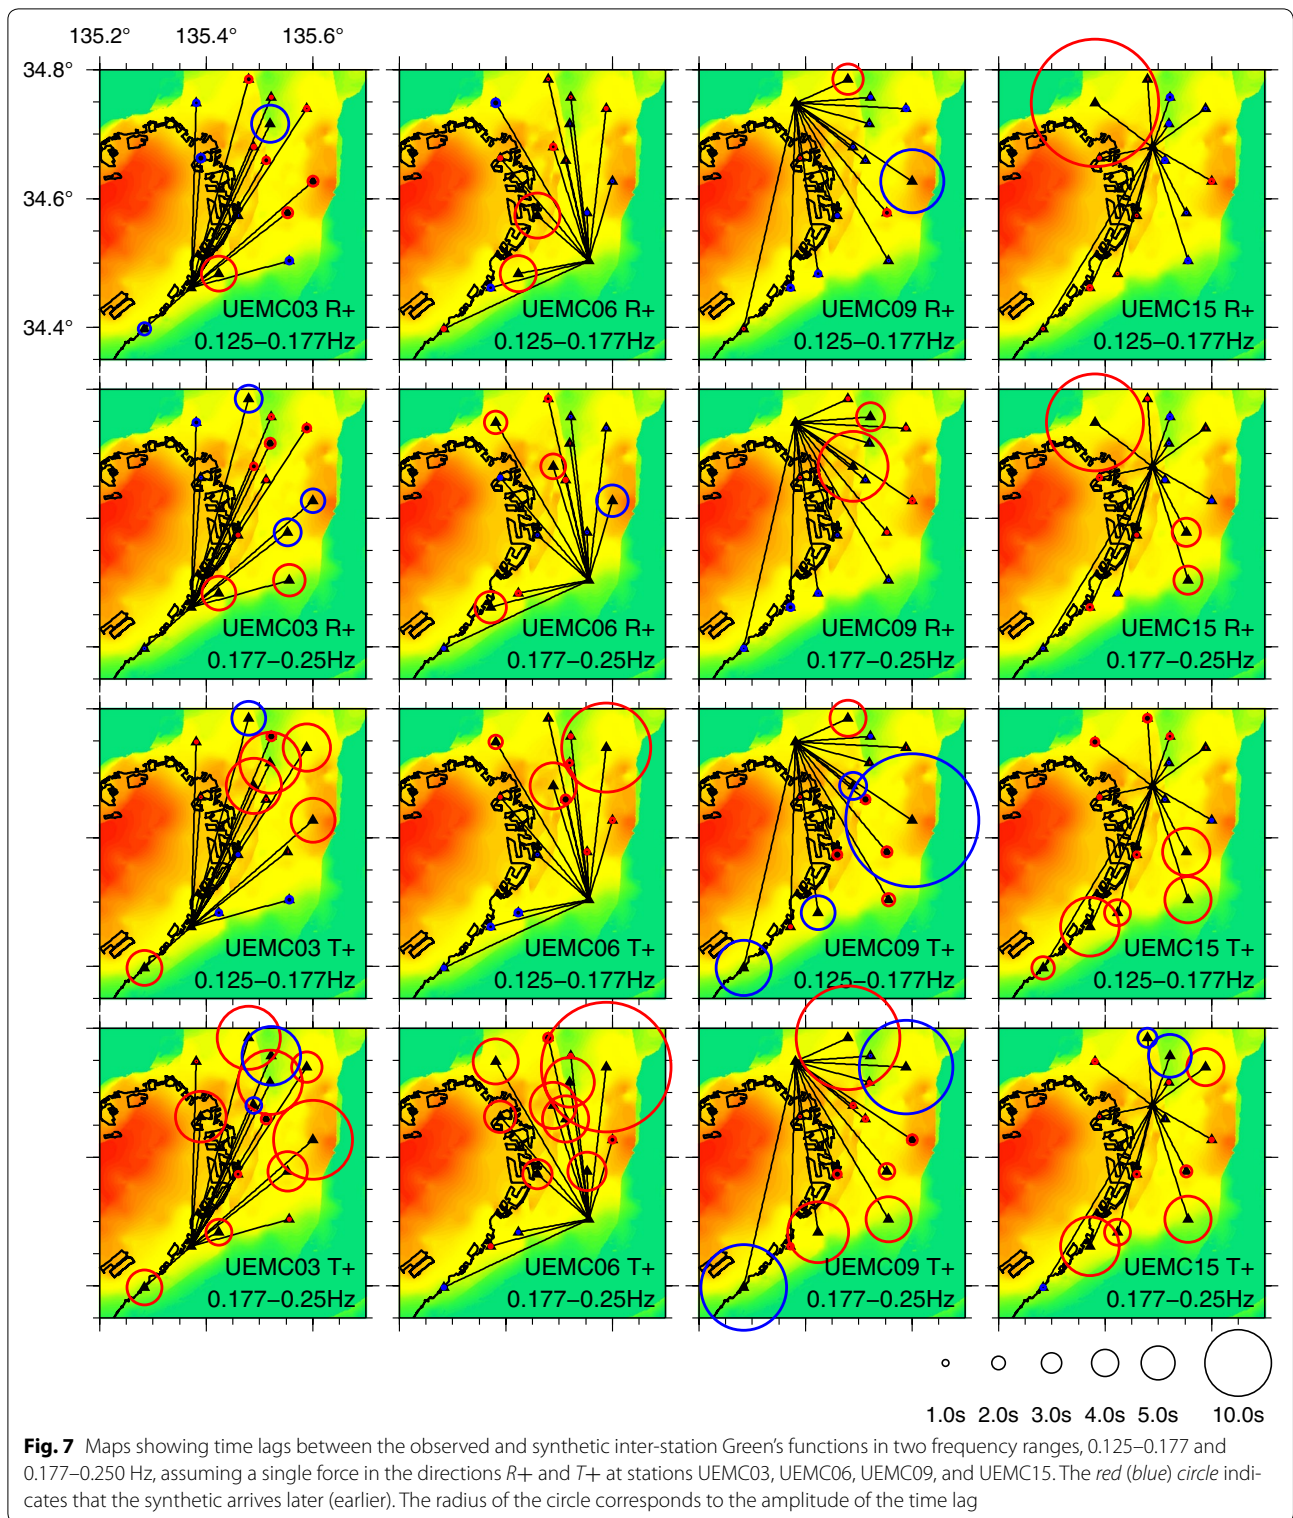 135.2° 135.4° 135.6°
34.8°
34.6°
34.4°
UEMC03 R+
0.125–0.177Hz
UEMC06 R+
0.125–0.177Hz
UEMC09 R+
0.125–0.177Hz
UEMC15 R+
0.125–0.177Hz
UEMC03 R+
0.177–0.25Hz
UEMC06 R+
0.177–0.25Hz
UEMC09 R+
0.177–0.25Hz
UEMC15 R+
0.177–0.25Hz
UEMC03 T+
0.125–0.177Hz
UEMC06 T+
0.125–0.177Hz
UEMC09 T+
0.125–0.177Hz
UEMC15 T+
0.125–0.177Hz
UEMC03 T+
0.177–0.25Hz
UEMC06 T+
0.177–0.25Hz
UEMC09 T+
0.177–0.25Hz
UEMC15 T+
0.177–0.25Hz
1.0s 2.0s 3.0s 4.0s 5.0s 10.0s
Fig. 7 Maps showing time lags between the observed and synthetic inter-station Green's functions in two frequency ranges, 0.125–0.177 and
0.177–0.250 Hz, assuming a single force in the directions R+ and T+ at stations UEMC03, UEMC06, UEMC09, and UEMC15. The red (blue) circle indi-
cates that the synthetic arrives later (earlier). The radius of the circle corresponds to the amplitude of the time lag